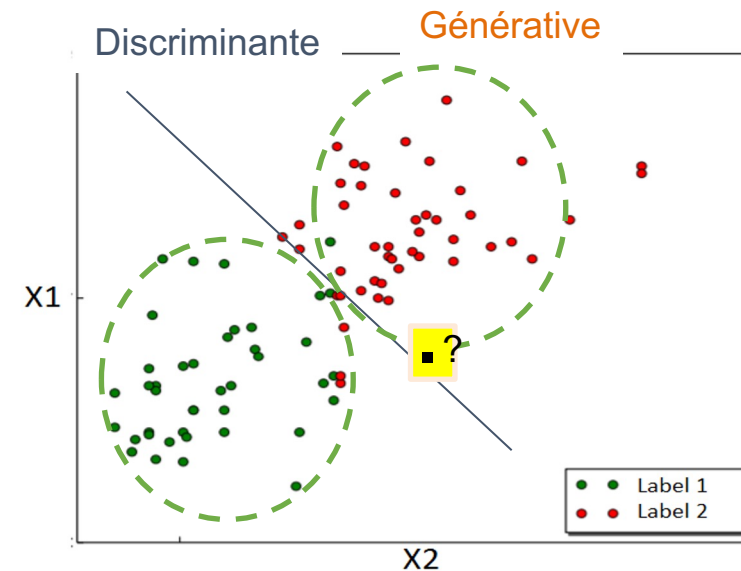 Discriminante
Générative
X1
?
Label 1
Label 2
X2